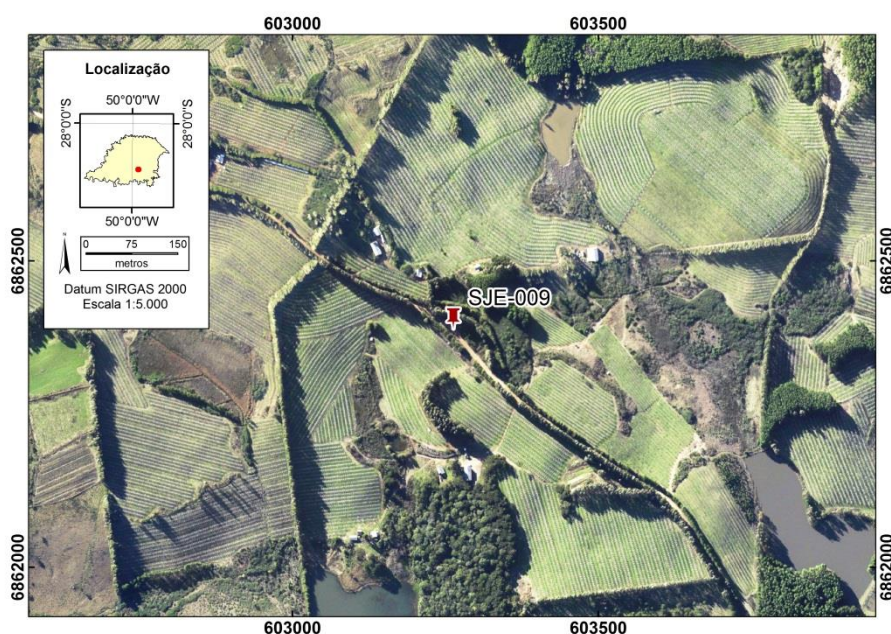 603000 603500
Localização
50°0'0"W
28°0'0"S 28°0'0"S
50°0'0"W
N
0 75 150
metros
Datum SIRGAS 2000
Escala 1:5.000
6862500 6862500
SJE-009
6862000 6862000
603000 603500